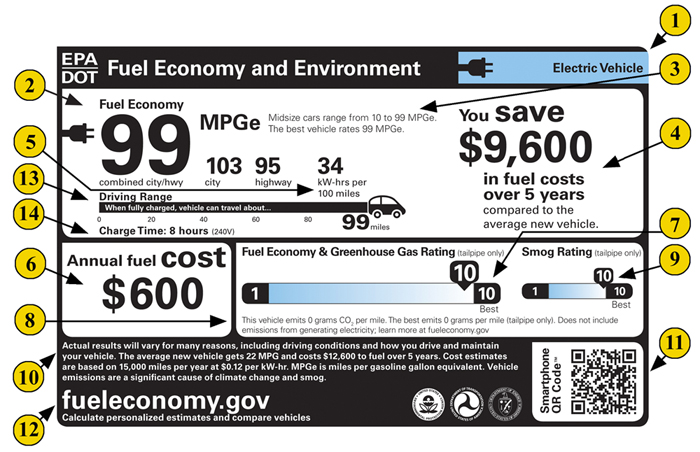 1
EPA
DOT
Fuel Economy and Environment
Electric Vehicle
2
3
Fuel Economy
99
MPGe
combined city/hwy
Midsize cars range from 10 to 99 MPGe.
The best vehicle rates 99 MPGe.
103
city
95
highway
34
kW-hrs per
100 miles
You save
$9,600
in fuel costs
over 5 years
compared to the
average new vehicle.
4
5
13
Driving Range
When fully charged, vehicle can travel about...
0 20 40 60 80 99 miles
14
Charge Time: 8 hours (240V)
6
Annual fuel cost
$600
7
Fuel Economy & Greenhouse Gas Rating (tailpipe only)
1 10 10
Best
Smog Rating (tailpipe only)
1 10 10
Best
9
8
This vehicle emits 0 grams CO2 per mile. The best emits 0 grams per mile (tailpipe only). Does not include
emissions from generating electricity; learn more at fueleconomy.gov
10
Actual results will vary for many reasons, including driving conditions and how you drive and maintain
your vehicle. The average new vehicle gets 22 MPG and costs $12,600 to fuel over 5 years. Cost estimates
are based on 15,000 miles per year at $0.12 per kW-hr. MPGe is miles per gasoline gallon equivalent. Vehicle
emissions are a significant cause of climate change and smog.
12
fueleconomy.gov
Calculate personalized estimates and compare vehicles
Smartphone
QR Code™
11